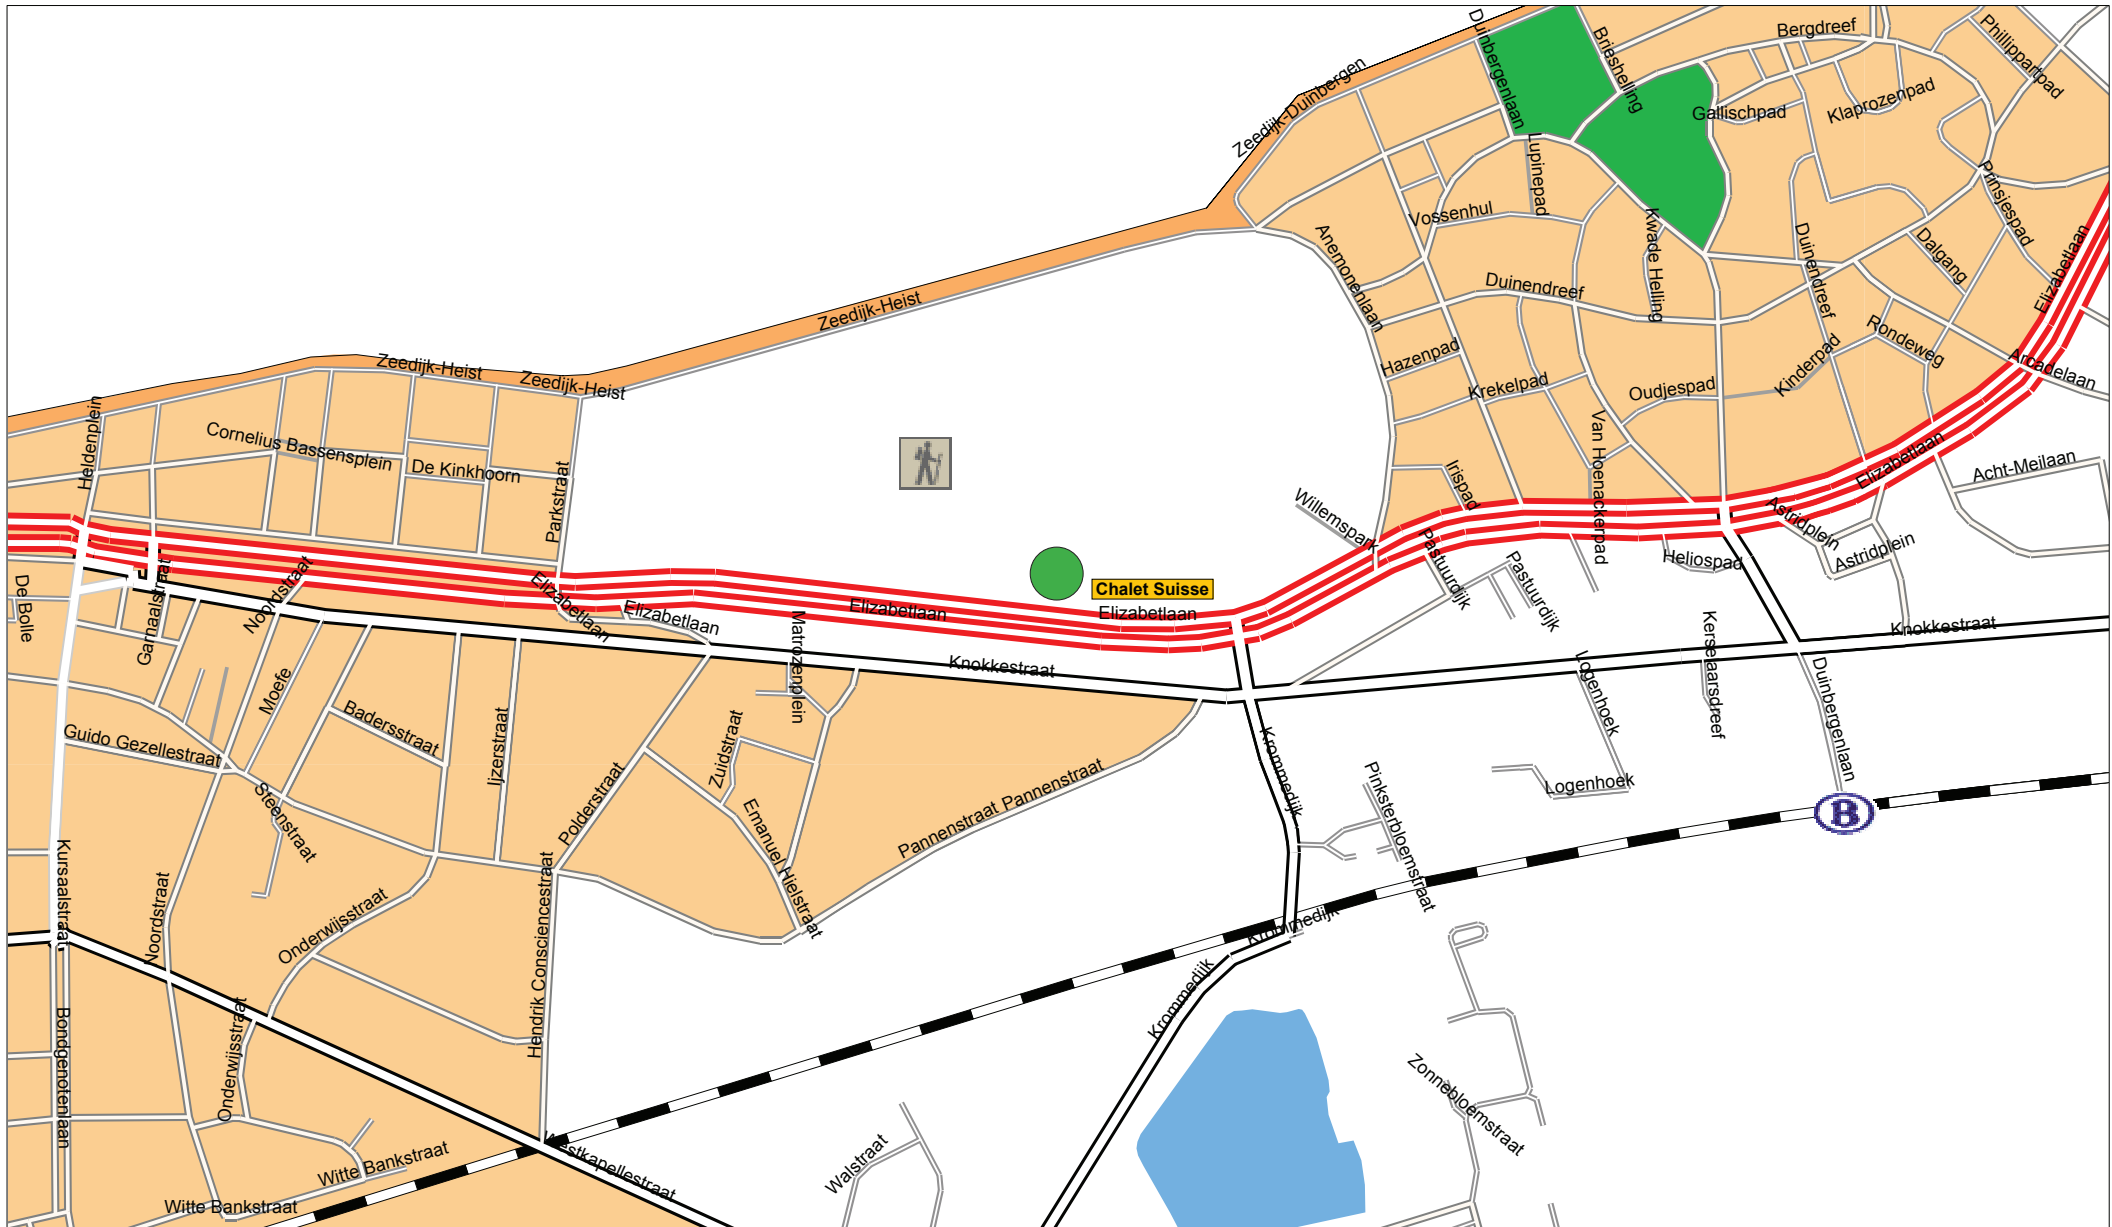 Duinbergenlaan
Brieshelling
Bergdreef
Phillippartpad
Zeedijk-Duinbergen
Gallischpad
Klaprozenpad
Lupinepad
Vossenhul
Kwade Helling
Prinsjespad
Anemonenlaan
Duinendreef
Duinendreef
Dalgang
Elizabetlaan
Zeedijk-Heist
Zeedijk-Heist
Zeedijk-Heist
Hazenpad
Krekelpad
Oudjespad
Kinderpad
Rondeweg
Arcadelaan
Heldenplein
Cornelius Bassensplein
De Kinkhoorn
Parkstraat
Irispad
Van Hoenackerpad
Elizabetlaan
Acht-Meilaan
Willemspark
Pastuurdijk
Pastuurdijk
Heliospad
Astridplein
Astridplein
De Bolle
Garnaalstraat
Noordstraat
Elizabetlaan
Elizabetlaan
Elizabetlaan
Chalet Suisse
Elizabetlaan
Matrozenplein
Knokkestraat
Knokkestraat
Kerselaarsdreef
Logenhoek
Logenhoek
Duinbergenlaan
Moefe
Badersstraat
Ijzerstraat
Guido Gezellestraat
Steenstraat
Polderstraat
Zuidstraat
Emanuel Hielstraat
Pannenstraat Pannenstraat
Krommedijk
Pinksterbloemstraat
B
Kursaalstraat
Noordstraat
Onderwijsstraat
Hendrik Consciencestraat
Krommedijk
Krommedijk
Bondgenotenlaan
Onderwijsstraat
Zonnebloemstraat
Walstraat
Westkapellestraat
Witte Bankstraat
Witte Bankstraat